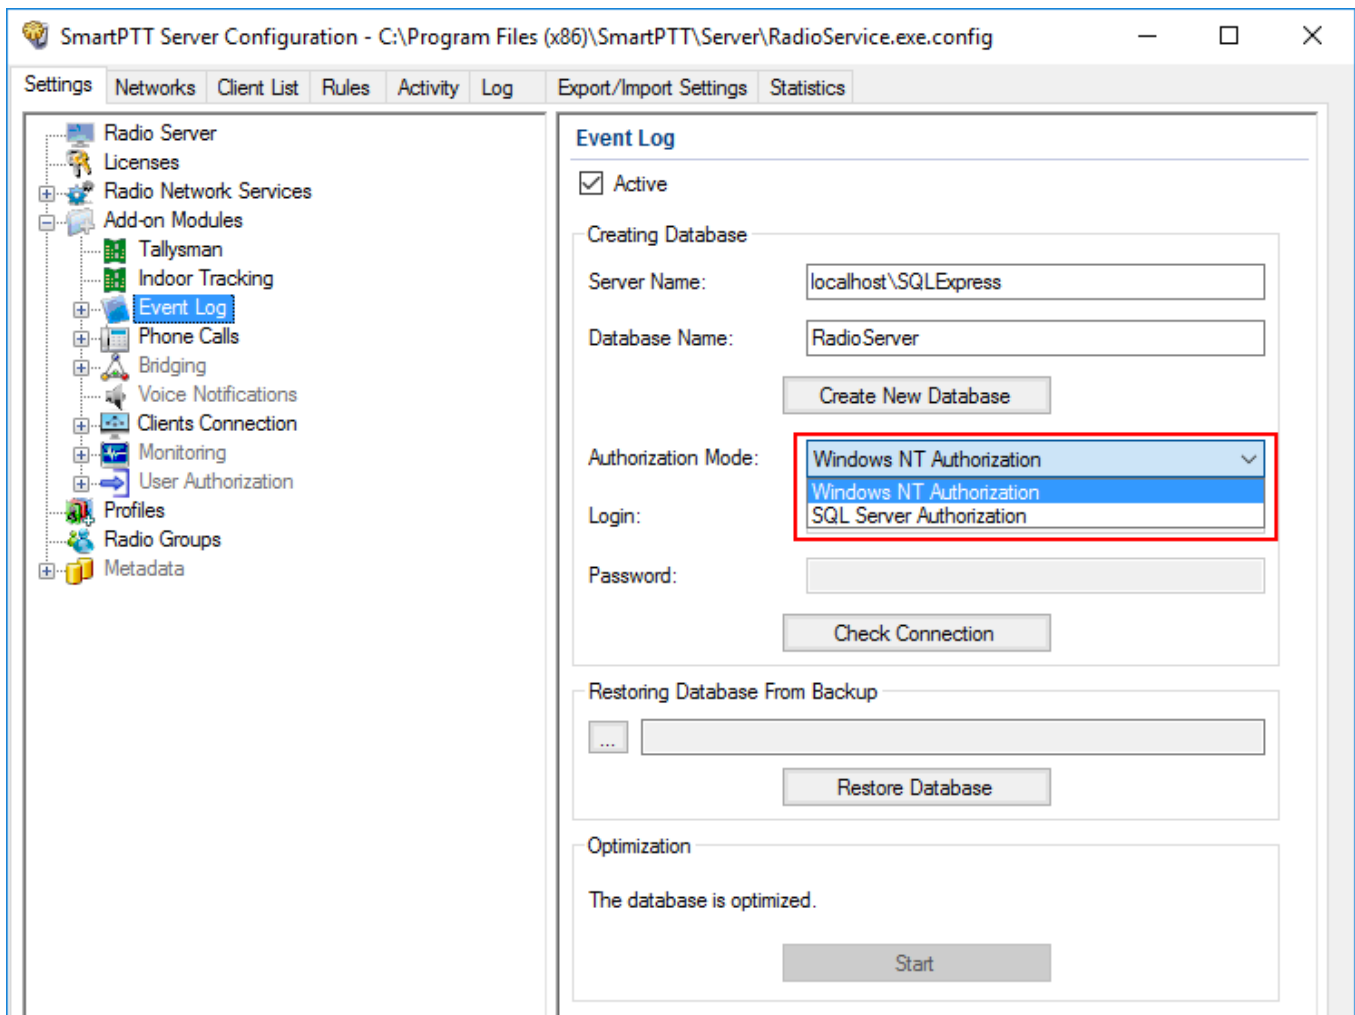 SmartPTT Server Configuration - C:\Program Files (x86)\SmartPTT\Server\RadioService.exe.config
Settings Networks Client List Rules Activity Log Export/Import Settings Statistics
Radio Server
Licenses
Radio Network Services
Add-on Modules
Tallysman
Indoor Tracking
Event Log
Phone Calls
Bridging
Voice Notifications
Clients Connection
Monitoring
User Authorization
Profiles
Radio Groups
Metadata
Event Log
Active
Creating Database
Server Name: localhost\SQLExpress
Database Name: RadioServer
Create New Database
Authorization Mode: Windows NT Authorization
Windows NT Authorization
Login: SQL Server Authorization
Password:
Check Connection
Restoring Database From Backup
...
Restore Database
Optimization
The database is optimized.
Start